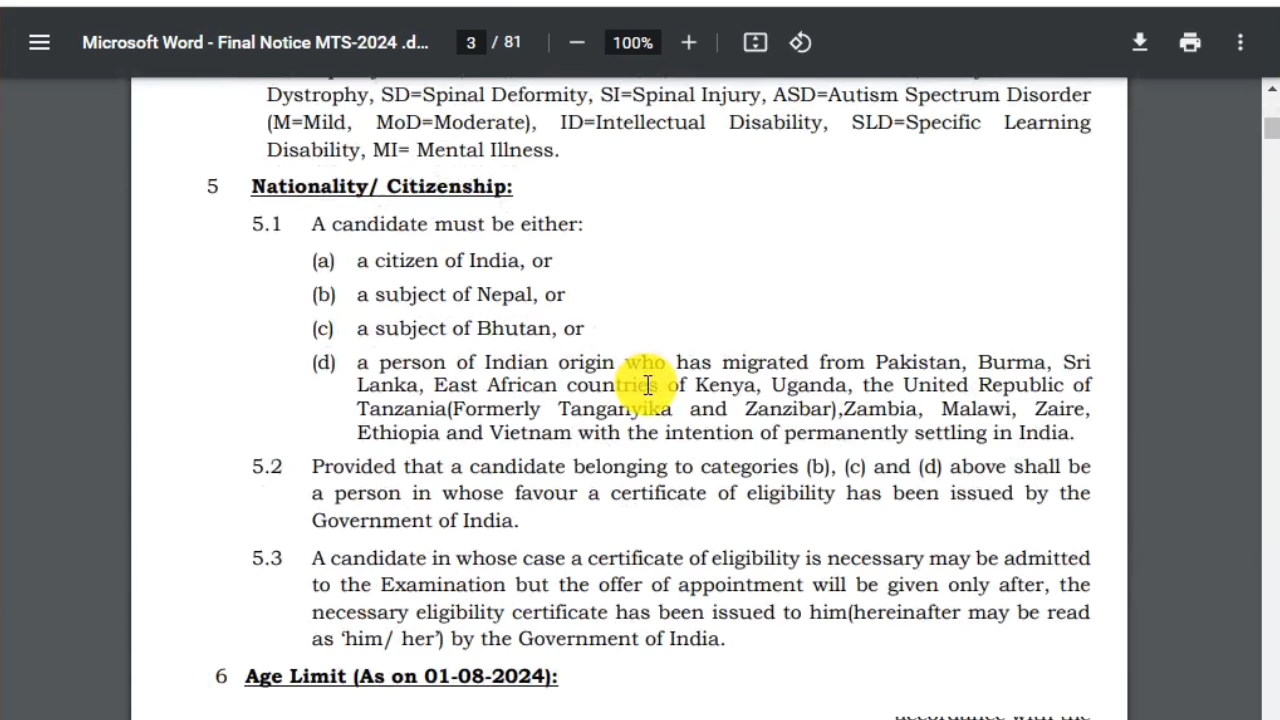 Microsoft Word - Final Notice MTS-2024 .d... 3 / 81 100%
Dystrophy, SD=Spinal Deformity, SI=Spinal Injury, ASD=Autism Spectrum Disorder
(M=Mild, MoD=Moderate), ID=Intellectual Disability, SLD=Specific Learning
Disability, MI= Mental Illness.
5 Nationality/ Citizenship:
5.1 A candidate must be either:
(a) a citizen of India, or
(b) a subject of Nepal, or
(c) a subject of Bhutan, or
(d) a person of Indian origin who has migrated from Pakistan, Burma, Sri
Lanka, East African countries of Kenya, Uganda, the United Republic of
Tanzania(Formerly Tanganyika and Zanzibar),Zambia, Malawi, Zaire,
Ethiopia and Vietnam with the intention of permanently settling in India.
5.2 Provided that a candidate belonging to categories (b), (c) and (d) above shall be
a person in whose favour a certificate of eligibility has been issued by the
Government of India.
5.3 A candidate in whose case a certificate of eligibility is necessary may be admitted
to the Examination but the offer of appointment will be given only after, the
necessary eligibility certificate has been issued to him(hereinafter may be read
as ‘him/ her’) by the Government of India.
6 Age Limit (As on 01-08-2024):
accordance with the